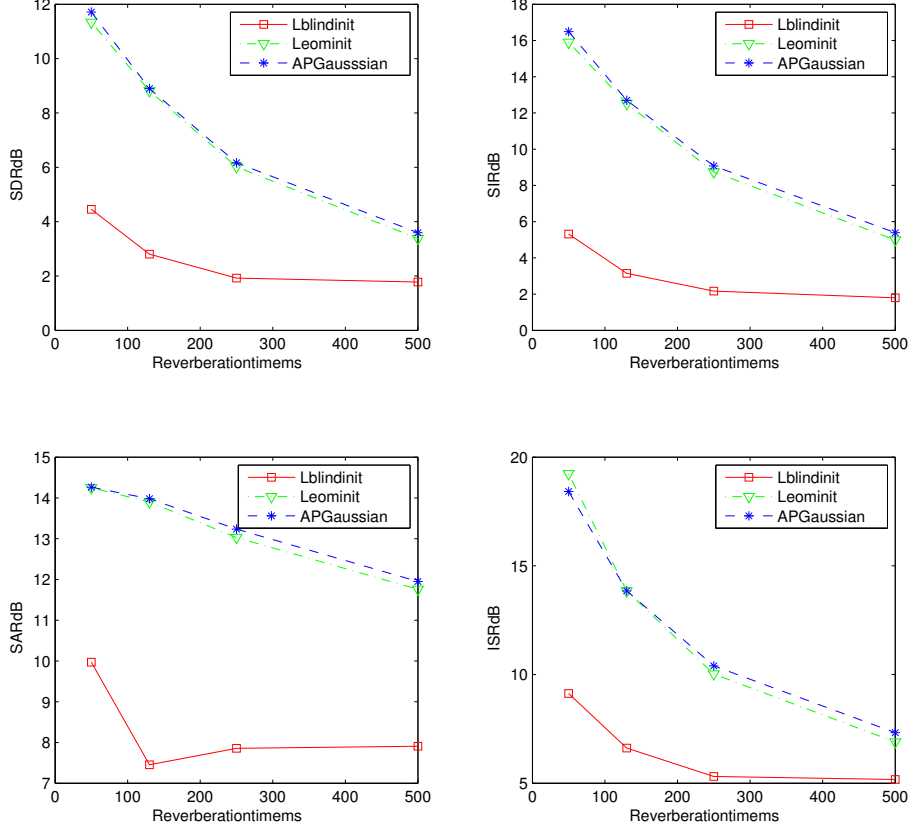 12
10
8
6
4
2
0
SDRdB
Lblindinit
Leominit
APGausssian
0 100 200 300 400 500
Reverberationtimems
18
16
14
12
10
8
6
4
2
0
SIRdB
Lblindinit
Leominit
APGaussian
0 100 200 300 400 500
Reverberationtimems
15
14
13
12
11
10
9
8
7
SARdB
Lblindinit
Leominit
APGaussian
0 100 200 300 400 500
Reverberationtimems
20
15
10
5
ISRdB
Lblindinit
Leominit
APGaussian
0 100 200 300 400 500
Reverberationtimems